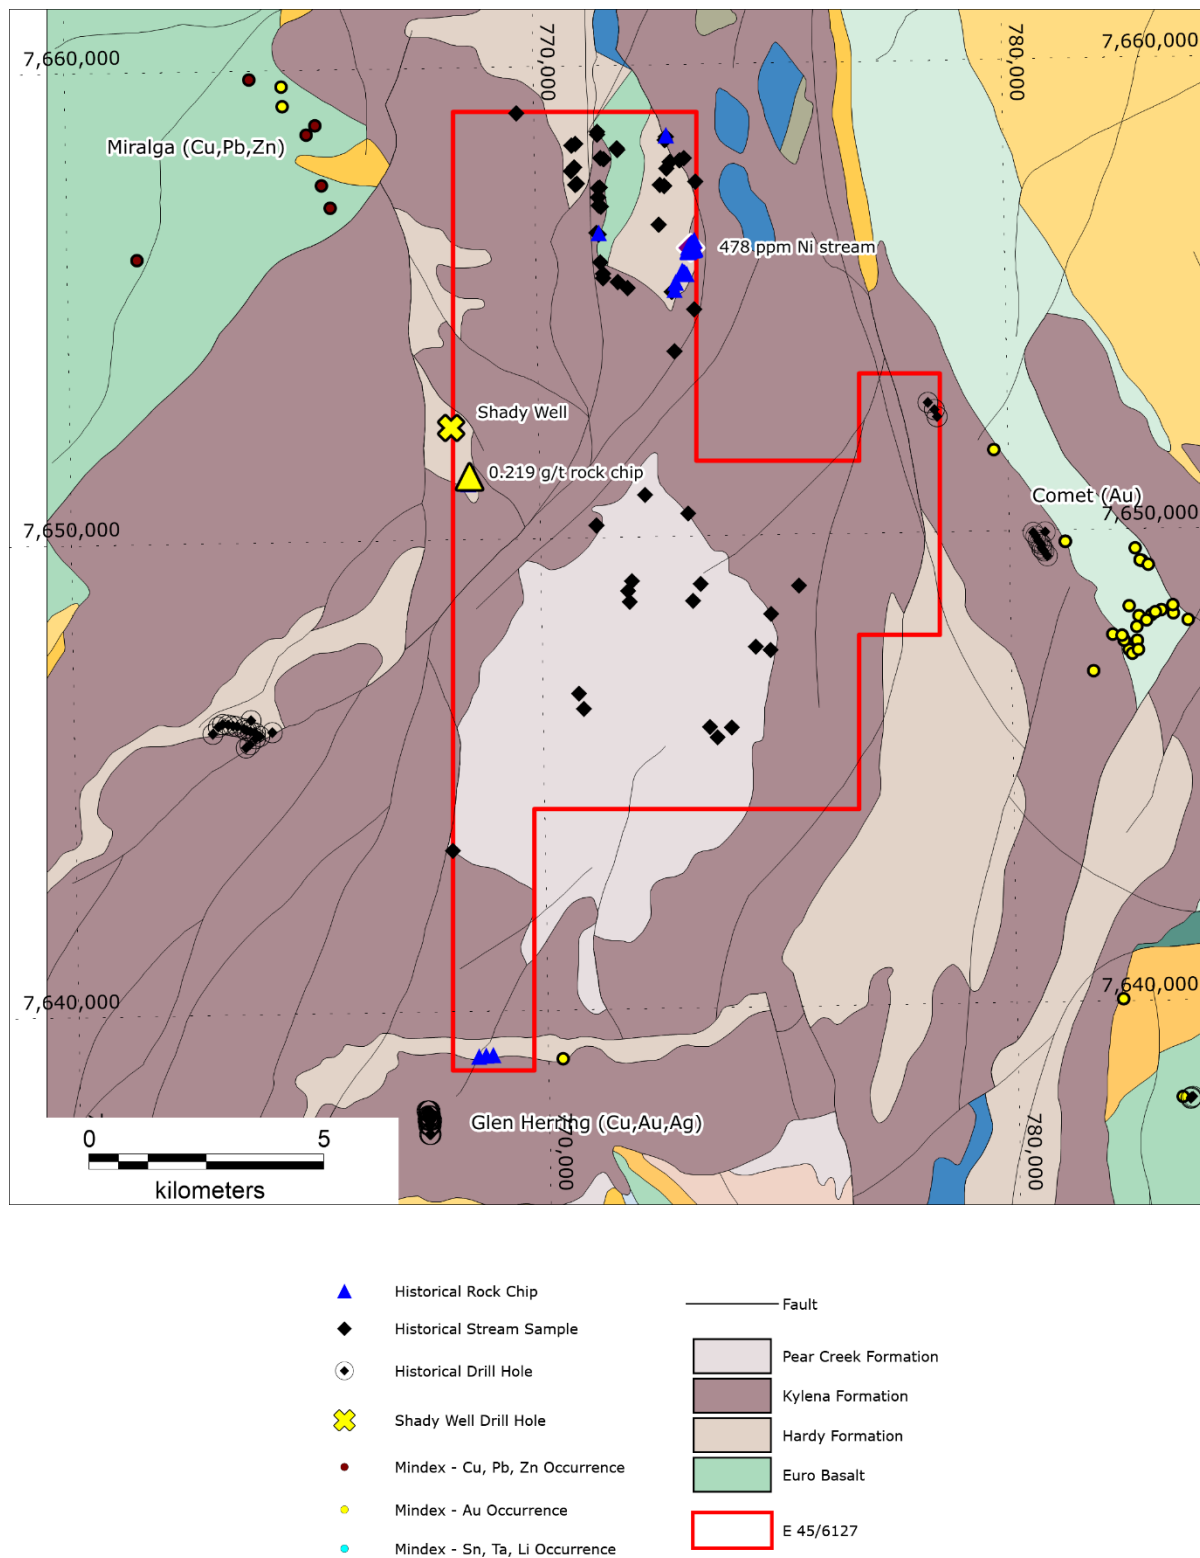 7,660,000
770,000
780,000
7,660,000
Miralga (Cu,Pb,Zn)
478 ppm Ni stream
Shady Well
0.219 g/t rock chip
Comet (Au)
7,650,000
7,650,000
7,640,000
7,640,000
Glen Herring (Cu,Au,Ag)
770,000
780,000
0 5
kilometers
Historical Rock Chip
Historical Stream Sample
Historical Drill Hole
Shady Well Drill Hole
Mindex - Cu, Pb, Zn Occurrence
Mindex - Au Occurrence
Mindex - Sn, Ta, Li Occurrence
Fault
Pear Creek Formation
Kylena Formation
Hardy Formation
Euro Basalt
E 45/6127